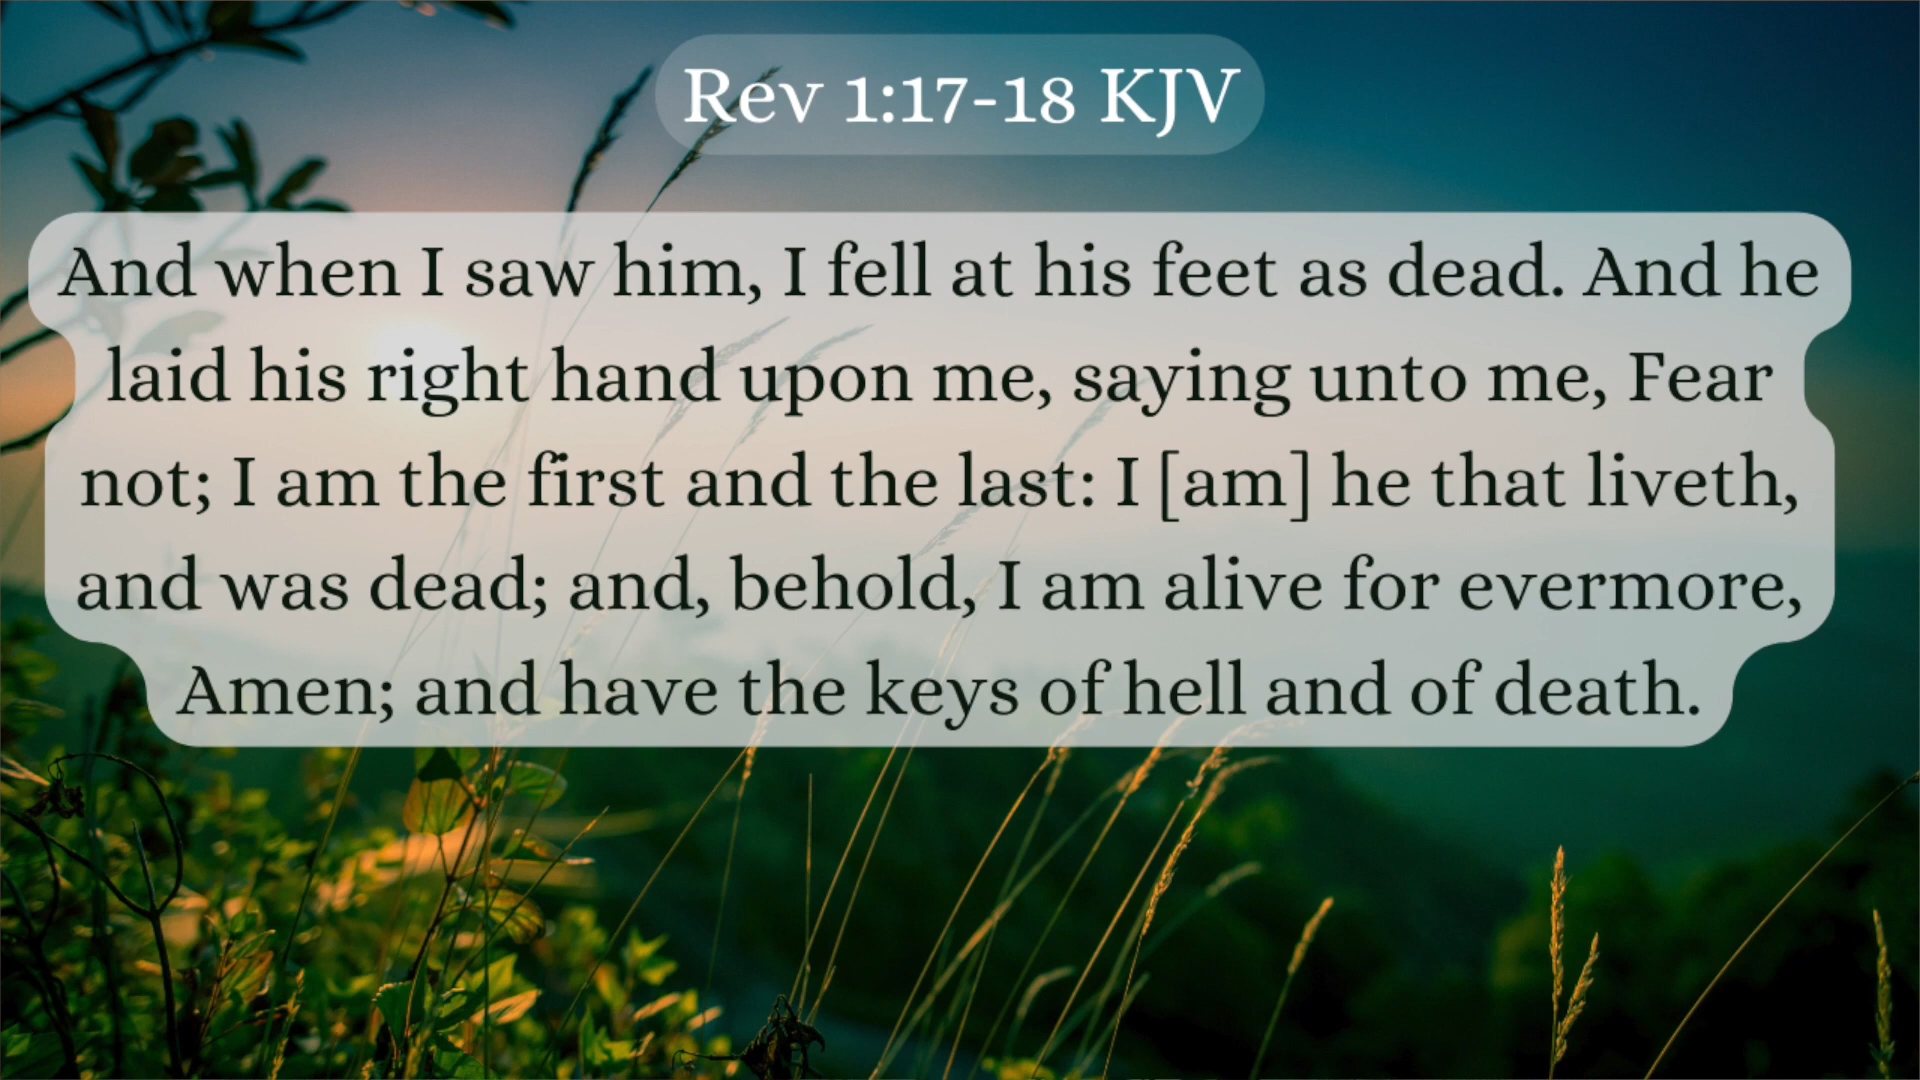 Rev 1:17-18 KJV
And when I saw him, I fell at his feet as dead. And he
laid his right hand upon me, saying unto me, Fear
not; I am the first and the last: I [am] he that liveth,
and was dead; and, behold, I am alive for evermore,
Amen; and have the keys of hell and of death.